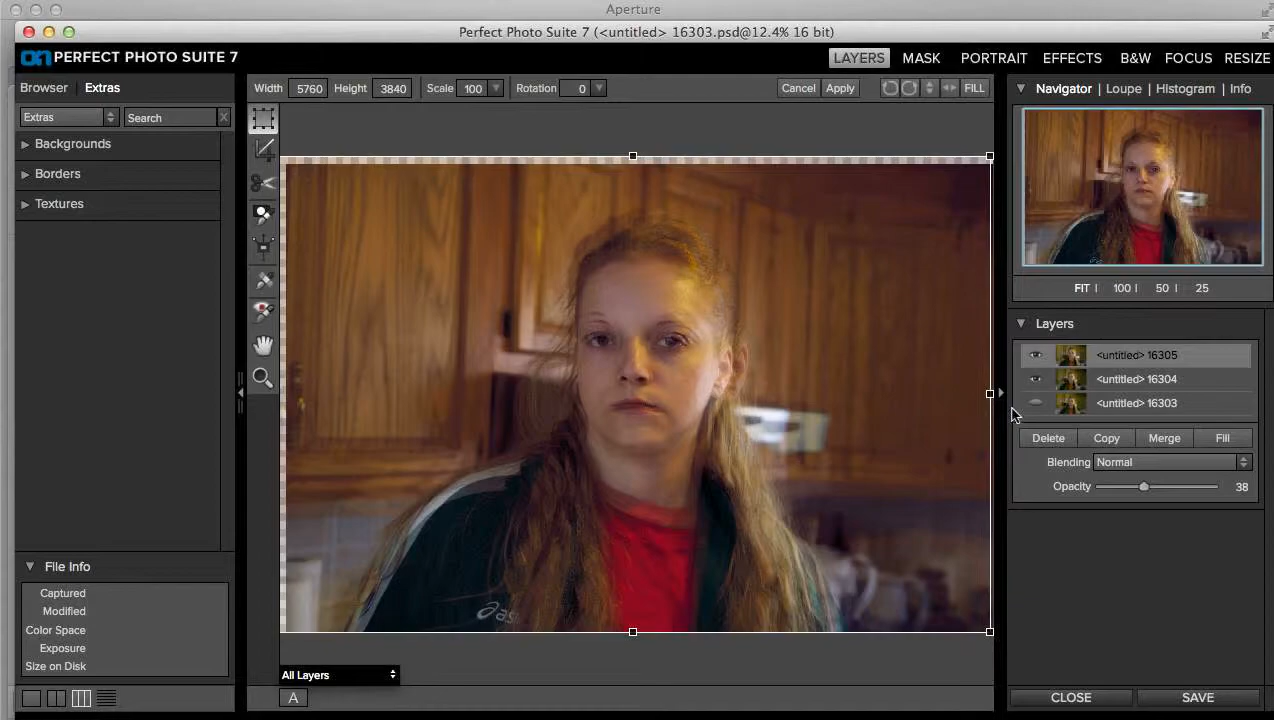 Aperture
Perfect Photo Suite 7 (<untitled> 16303.psd@12.4% 16 bit)
on PERFECT PHOTO SUITE 7
LAYERS MASK PORTRAIT EFFECTS B&W FOCUS RESIZE
Browser Extras
Width 5760 Height 3840 Scale 100 Rotation 0 Cancel Apply FILL
Navigator | Loupe | Histogram | Info
Extras Search X
Backgrounds
Borders
Textures
FIT | 100 | 50 | 25
Layers
<untitled> 16305
<untitled> 16304
<untitled> 16303
Delete Copy Merge Fill
Blending Normal
Opacity 38
asi
File Info
Captured
Modified
Color Space
Exposure
Size on Disk
All Layers
A
CLOSE SAVE